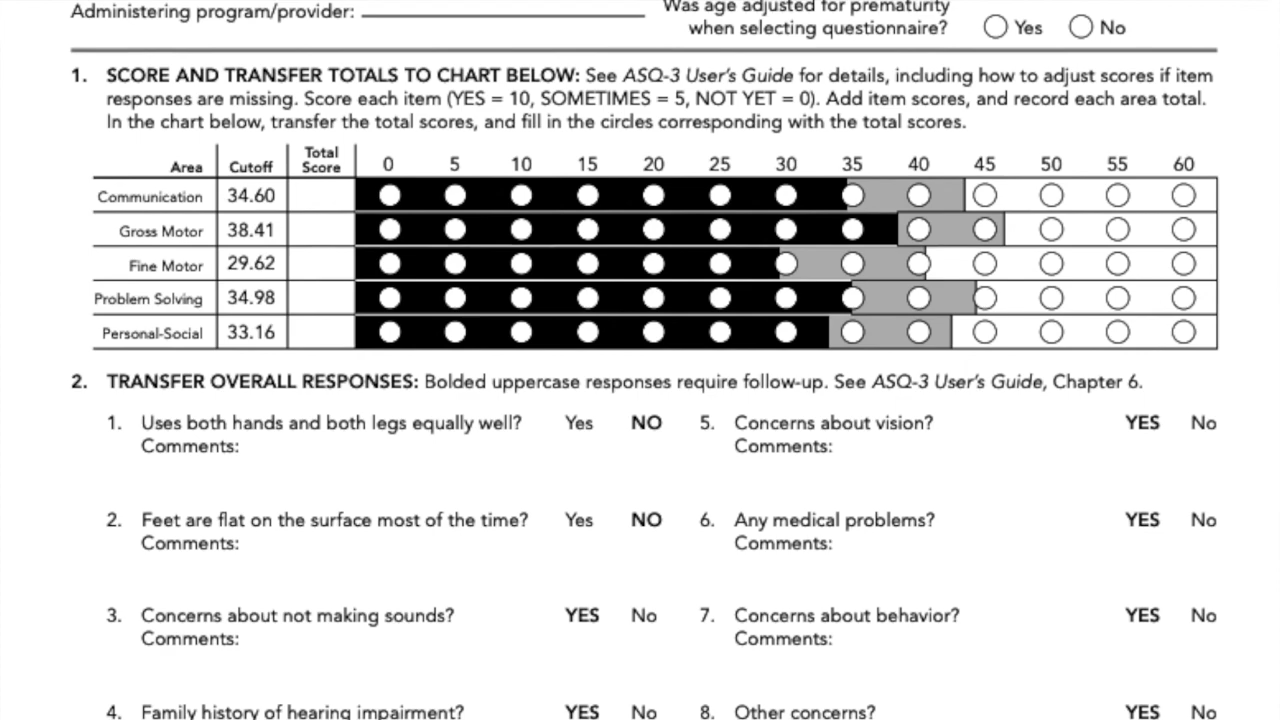 Administering program/provider:
Was age adjusted for prematurity
when selecting questionnaire? Yes No
1. SCORE AND TRANSFER TOTALS TO CHART BELOW: See ASQ-3 User's Guide for details, including how to adjust scores if item
responses are missing. Score each item (YES = 10, SOMETIMES = 5, NOT YET = 0). Add item scores, and record each area total.
In the chart below, transfer the total scores, and fill in the circles corresponding with the total scores.
Area Cutoff Total Score 0 5 10 15 20 25 30 35 40 45 50 55 60
Communication 34.60
Gross Motor 38.41
Fine Motor 29.62
Problem Solving 34.98
Personal-Social 33.16
2. TRANSFER OVERALL RESPONSES: Bolded uppercase responses require follow-up. See ASQ-3 User's Guide, Chapter 6.
1. Uses both hands and both legs equally well? Yes NO
Comments:
5. Concerns about vision? YES No
Comments:
2. Feet are flat on the surface most of the time? Yes NO
Comments:
6. Any medical problems? YES No
Comments:
3. Concerns about not making sounds? YES No
Comments:
7. Concerns about behavior? YES No
Comments:
4. Family history of hearing impairment? YES No
8. Other concerns? YES No